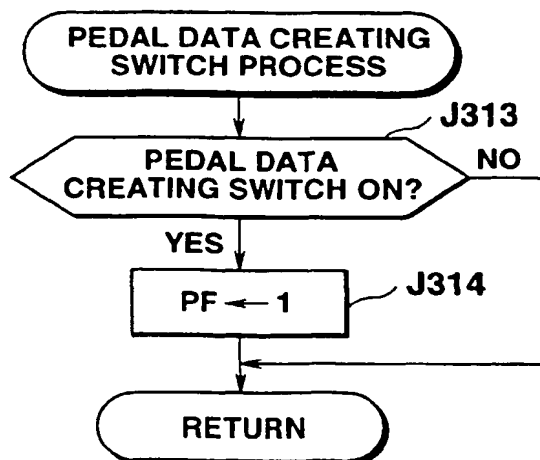 PEDAL DATA CREATING
SWITCH PROCESS
J313
PEDAL DATA
CREATING SWITCH ON?
NO
YES
J314
PF ← 1
RETURN